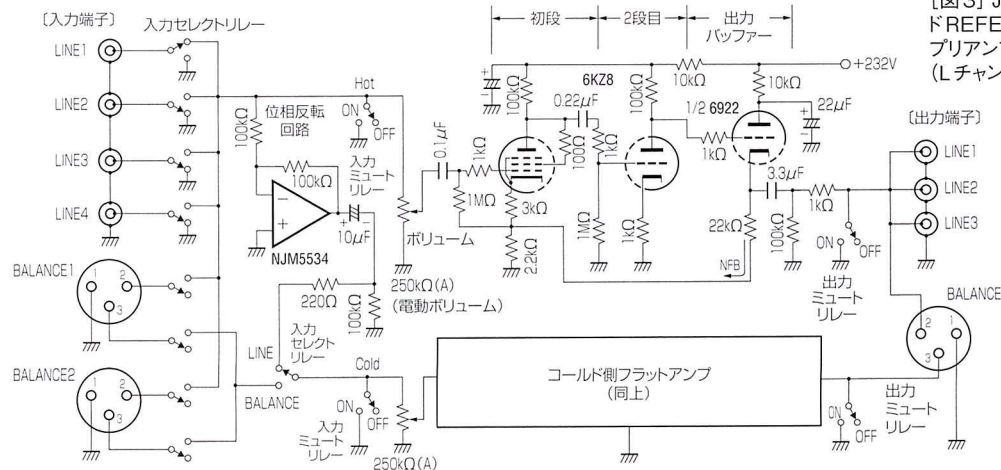 [図3] J
ドREFE
プリアン
(Lチャン
〔入力端子〕
入力セレクトリレー
LINE1
LINE2
LINE3
LINE4
BALANCE1
1
2
3
BALANCE2
1
2
3
100kΩ
位相反転
回路
100kΩ
−
+
NJM5534
+
10μF
220Ω
100kΩ
LINE
入力
セレクト
リレー
BALANCE
Hot
ON
OFF
入力
ミュート
リレー
ボリューム
250kΩ(A)
(電動ボリューム)
Cold
ON
OFF
入力
ミュート
リレー
250kΩ(A)
初段
2段目
出力
バッファー
+
−
100kΩ
0.22μF
6KZ8
100kΩ
10kΩ
10kΩ
+232V
1/2 6922
22μF
+
−
0.1μF
1kΩ
1MΩ
100Ω
1kΩ
3kΩ
2.2kΩ
1MΩ
1kΩ
1kΩ
3.3μF
22kΩ
100kΩ
1kΩ
NFB
ON
OFF
出力
ミュート
リレー
〔出力端子〕
LINE1
LINE2
LINE3
BALANCE
2
1
3
コールド側フラットアンプ
(同上)
ON
OFF
出力
ミュート
リレー